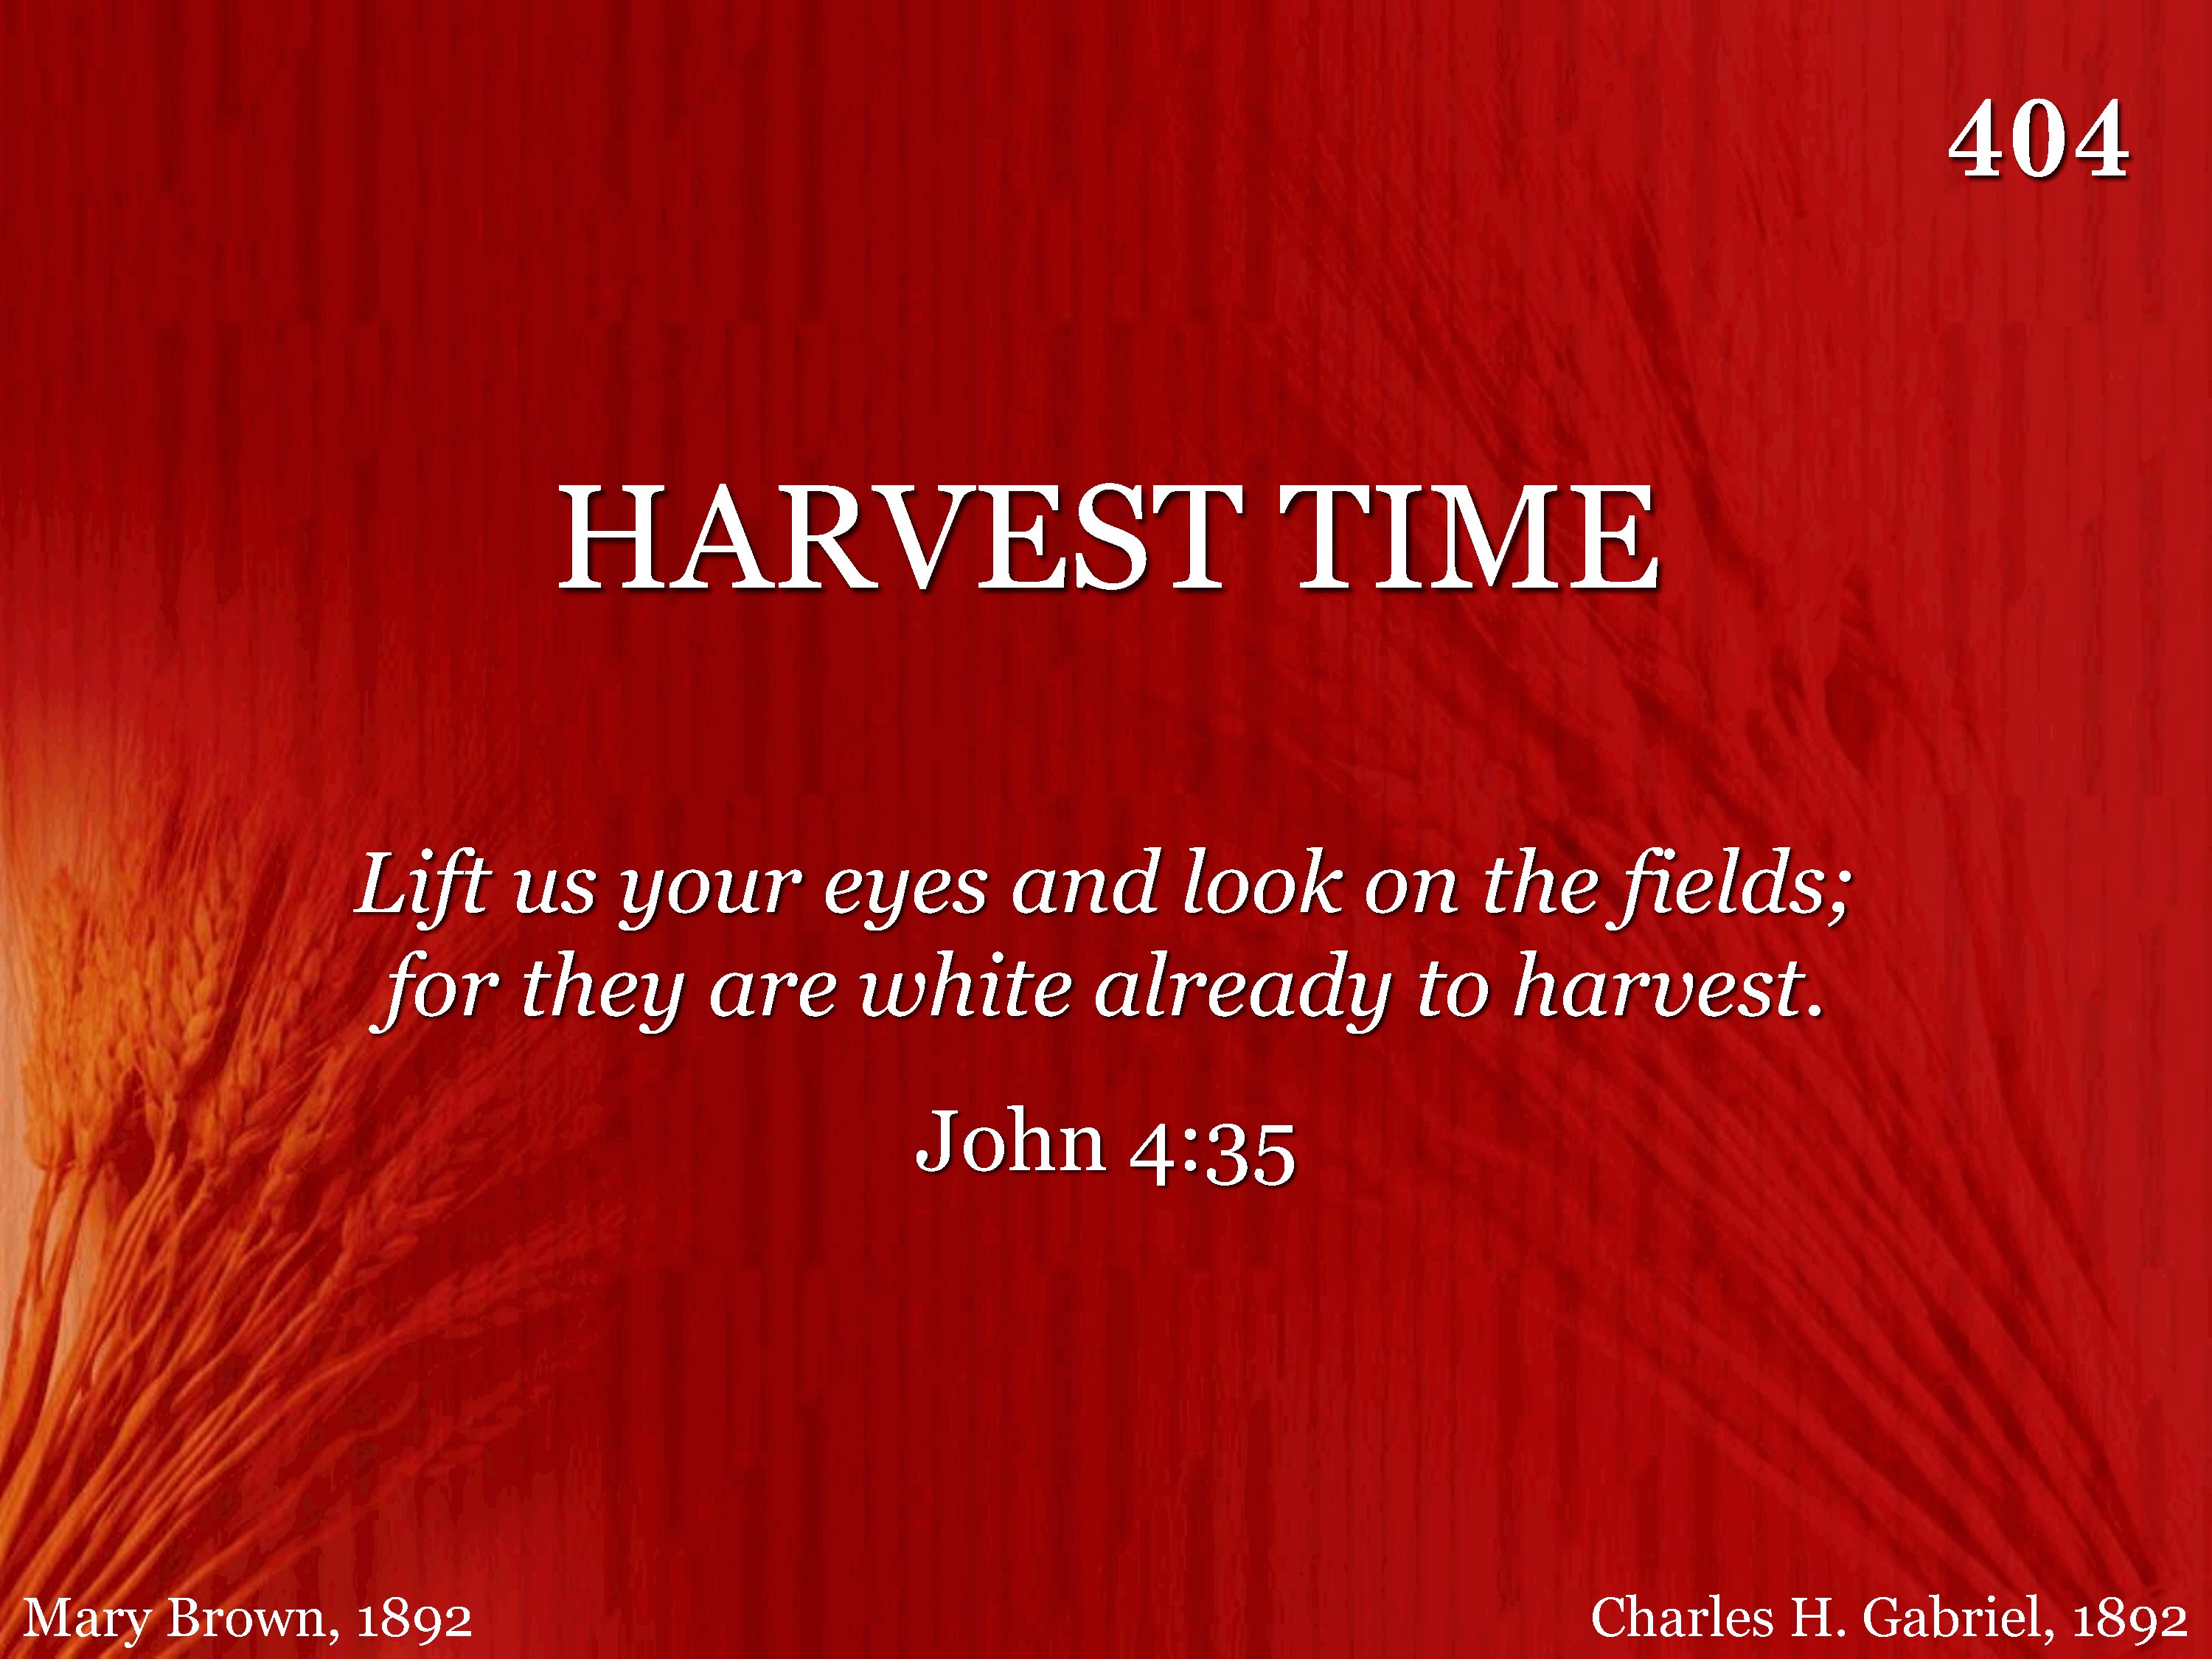 404
HARVEST TIME
Lift us your eyes and look on the fields;
for they are white already to harvest.
John 4:35
Mary Brown, 1892
Charles H. Gabriel, 1892